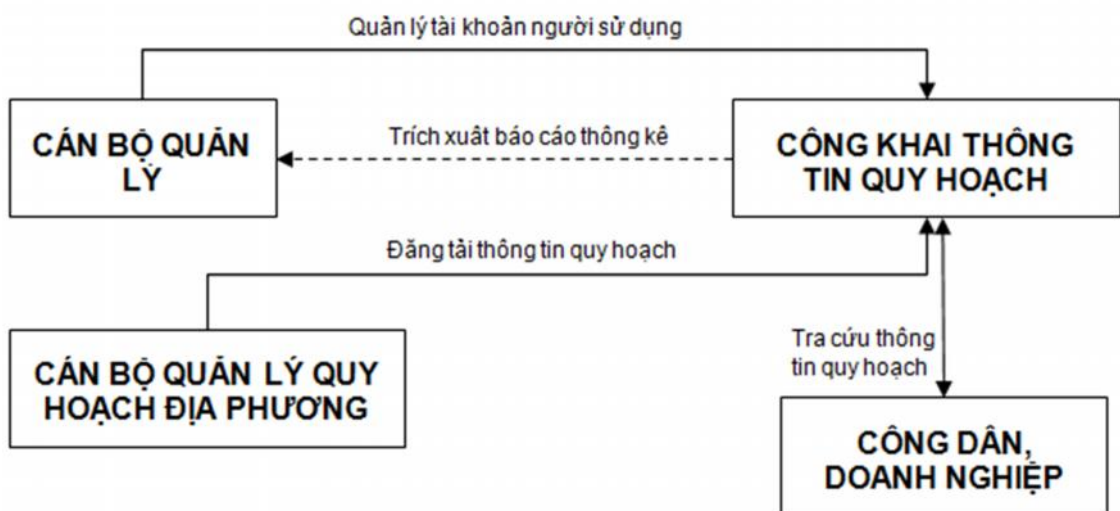 Quản lý tài khoản người sử dụng
CÁN BỘ QUẢN
LÝ
Trích xuất báo cáo thống kê
CÔNG KHAI THÔNG
TIN QUY HOẠCH
Đăng tải thông tin quy hoạch
CÁN BỘ QUẢN LÝ QUY
HOẠCH ĐỊA PHƯƠNG
Tra cứu thông
tin quy hoạch
CÔNG DÂN,
DOANH NGHIỆP